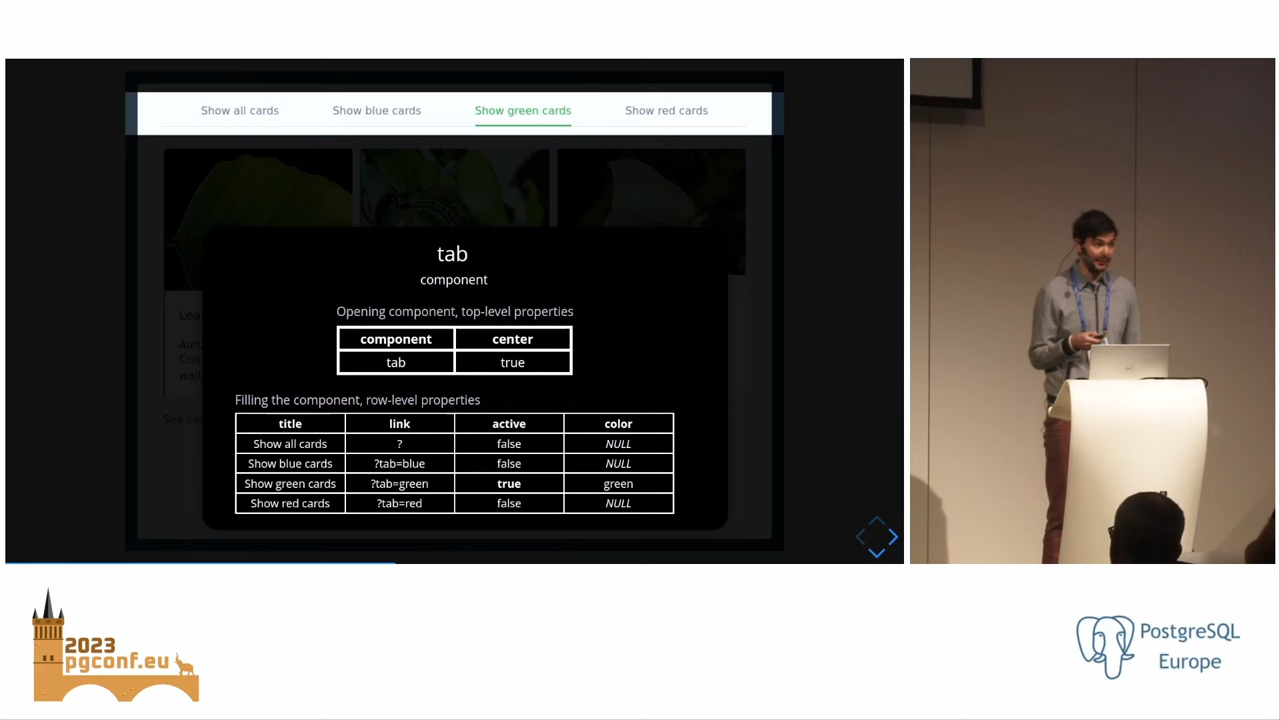 Show all cards Show blue cards Show green cards Show red cards
tab
component
Opening component, top-level properties
component center
tab true
Filling the component, row-level properties
title link active color
Show all cards ? false NULL
Show blue cards ?tab=blue false NULL
Show green cards ?tab=green true green
Show red cards ?tab=red false NULL
2023
pgconf.eu
PostgreSQL
Europe